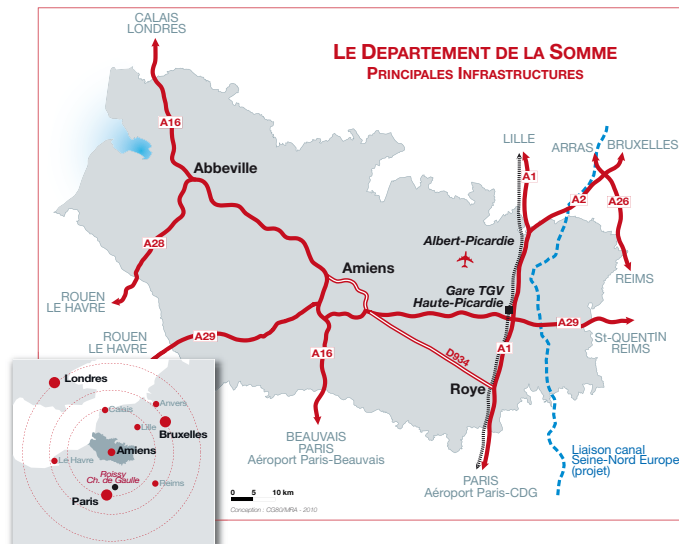 CALAIS
LONDRES
LE DEPARTEMENT DE LA SOMME
PRINCIPALES INFRASTRUCTURES
A16
LILLE
ARRAS
BRUXELLES
Abbeville
A1
A2
A26
A28
Albert-Picardie
Amiens
REIMS
Gare TGV
Haute-Picardie
ROUEN
LE HAVRE
A29
ROUEN
LE HAVRE
A29
A16
A1
D934
St-QUENTIN
REIMS
Roye
BEAUVAIS
PARIS
Aéroport Paris-Beauvais
Liaison canal
Seine-Nord Europe
(projet)
PARIS
Aéroport Paris-CDG
Londres
Calais
Anvers
Lille
Bruxelles
Amiens
Le Havre
Roissy
Ch. de Gaulle
Reims
Paris
0 5 10 km
Conception : CG80/MRA - 2010